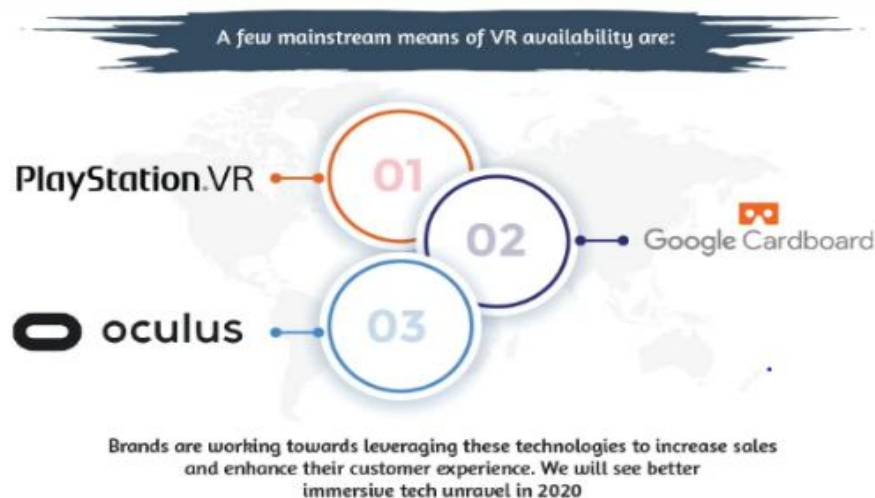 A few mainstream means of VR availability are:
PlayStation.VR
01
02
Google Cardboard
03
oculus
Brands are working towards leveraging these technologies to increase sales
and enhance their customer experience. We will see better
immersive tech unravel in 2020